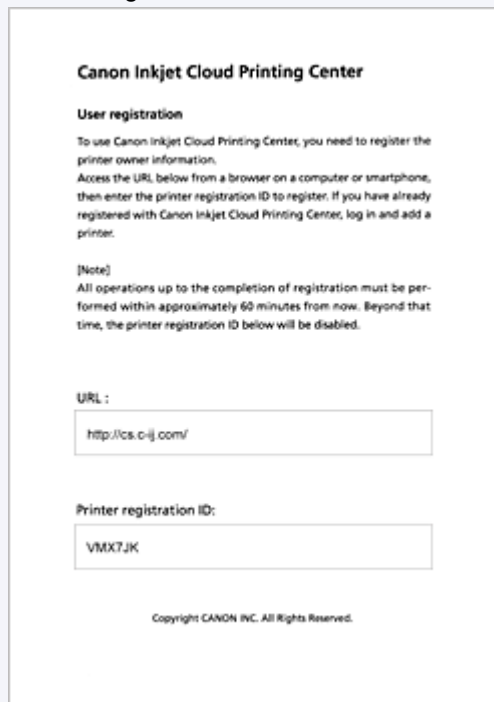 Canon Inkjet Cloud Printing Center
User registration
To use Canon Inkjet Cloud Printing Center, you need to register the
printer owner information.
Access the URL below from a browser on a computer or smartphone,
then enter the printer registration ID to register. If you have already
registered with Canon Inkjet Cloud Printing Center, log in and add a
printer.
[Note]
All operations up to the completion of registration must be per-
formed within approximately 60 minutes from now. Beyond that
time, the printer registration ID below will be disabled.
URL :
http://cs.c-ij.com/
Printer registration ID:
VMX7JK
Copyright CANON INC. All Rights Reserved.